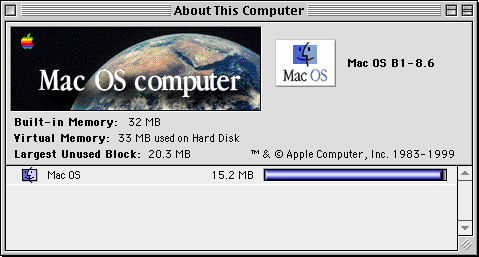 About This Computer
Mac OS computer
Mac OS
Mac OS B1-8.6
Built-in Memory: 32 MB
Virtual Memory: 33 MB used on Hard Disk
Largest Unused Block: 20.3 MB ™ & © Apple Computer, Inc. 1983-1999
Mac OS 15.2 MB